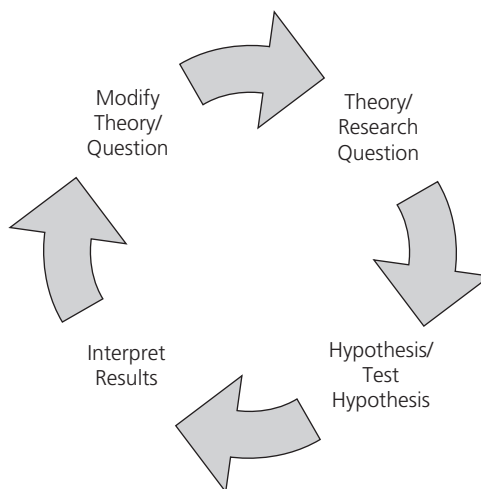 Modify
Theory/
Question
Theory/
Research
Question
Hypothesis/
Test
Hypothesis
Interpret
Results